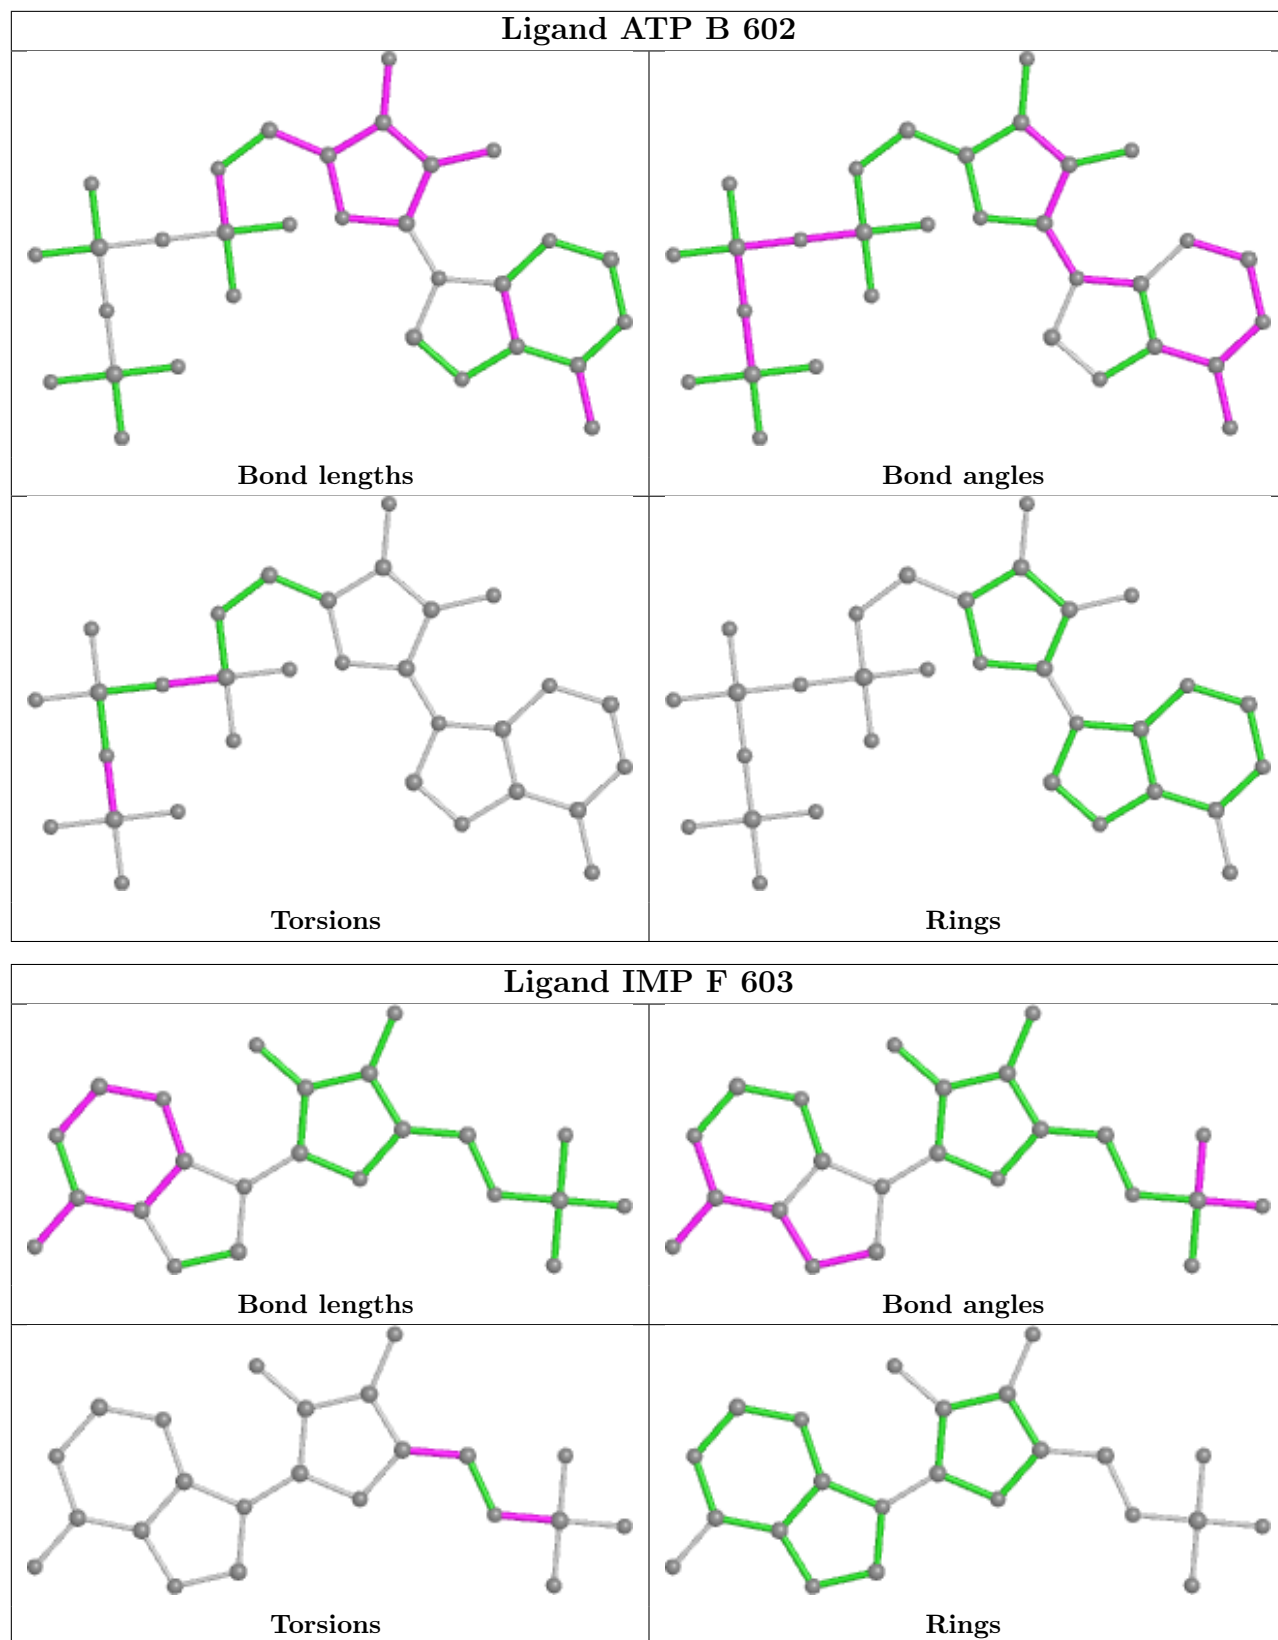 Ligand ATP B 602
Bond lengths
Bond angles
Torsions
Rings
Ligand IMP F 603
Bond lengths
Bond angles
Torsions
Rings